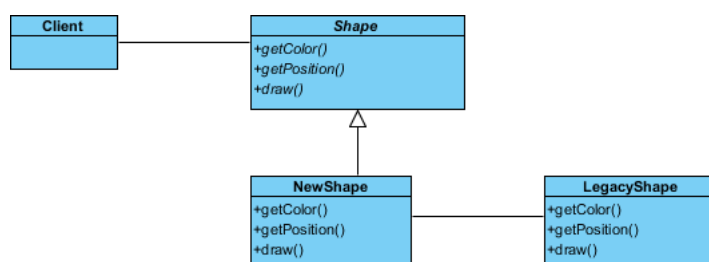 Client
Shape
+getColor()
+getPosition()
+draw()
NewShape
+getColor()
+getPosition()
+draw()
LegacyShape
+getColor()
+getPosition()
+draw()